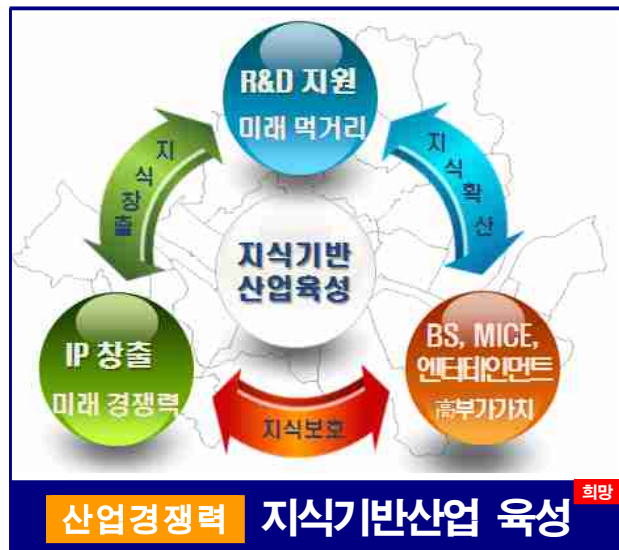 R&D 지원
미래 먹거리
지식창출
지식확산
지식기반
산업육성
IP 창출
미래 경쟁력
BS, MICE,
엔터테인먼트
高부가가치
지식보호
산업경쟁력 지식기반산업 육성 희망